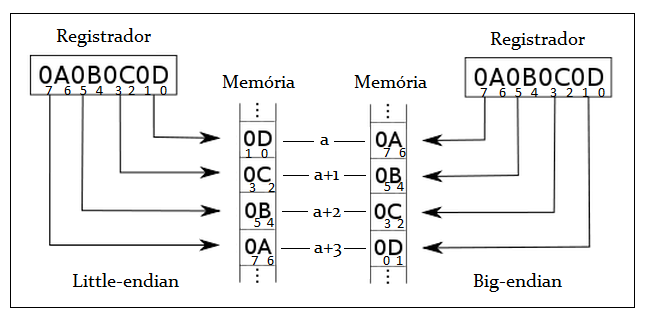 Registrador
0A0B0C0D
7 6 5 4 3 2 1 0
Memória
Memória
Registrador
0A0B0C0D
7 6 5 4 3 2 1 0
0D
1 0
a
0A
7 6
0C
3 2
a+1
0B
5 4
0B
5 4
a+2
0C
3 2
0A
7 6
a+3
0D
0 1
Little-endian
Big-endian